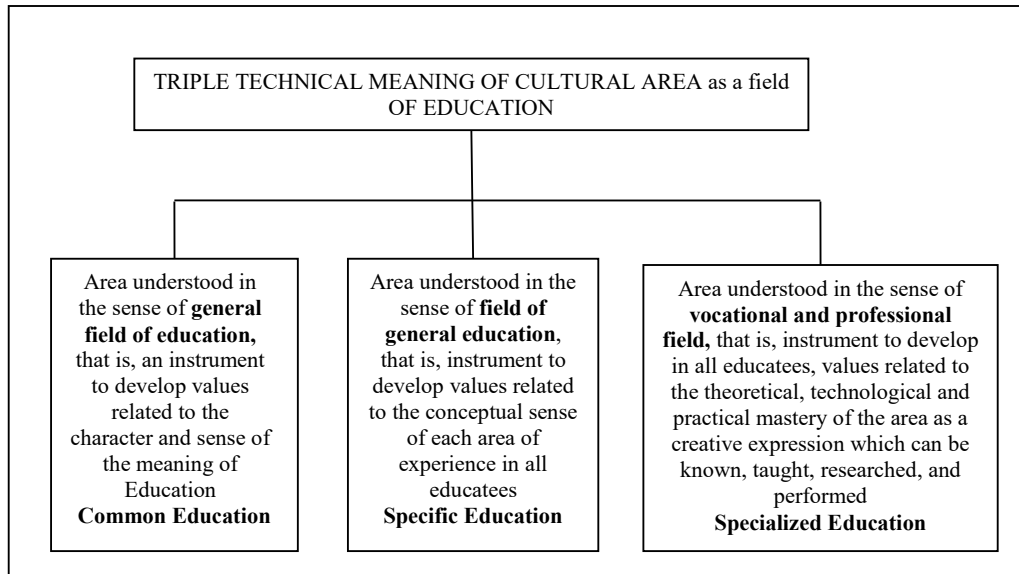 TRIPLE TECHNICAL MEANING OF CULTURAL AREA as a field
OF EDUCATION
Area understood in
the sense of general
field of education,
that is, an instrument
to develop values
related to the
character and sense of
the meaning of
Education
Common Education
Area understood in the
sense of field of
general education,
that is, instrument to
develop values related
to the conceptual sense
of each area of
experience in all
educatees
Specific Education
Area understood in the sense of
vocational and professional
field, that is, instrument to develop
in all educatees, values related to
the theoretical, technological and
practical mastery of the area as a
creative expression which can be
known, taught, researched, and
performed
Specialized Education